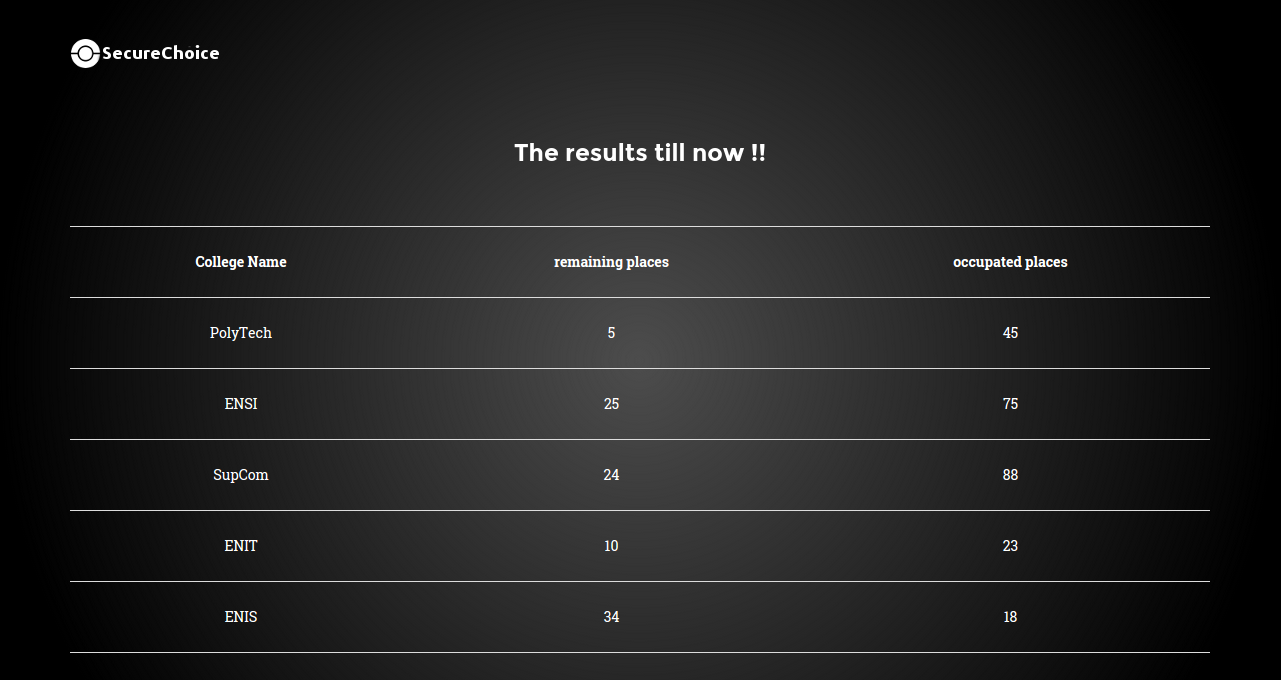 SecureChoice
The results till now !!
College Name remaining places occupated places
PolyTech 5 45
ENSI 25 75
SupCom 24 88
ENIT 10 23
ENIS 34 18